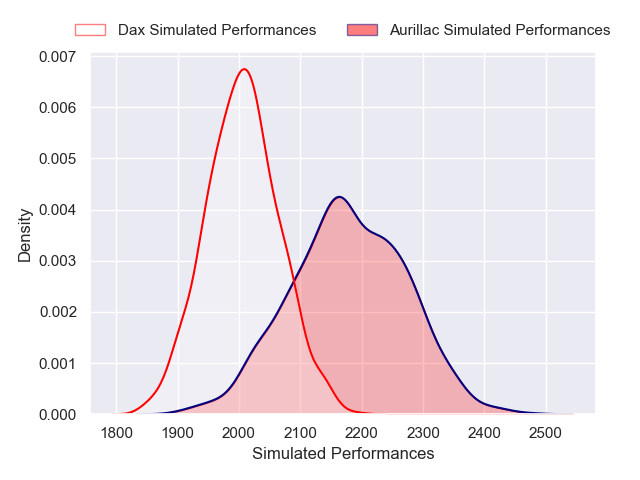 Dax Simulated Performances
Aurillac Simulated Performances
0.007
0.006
0.005
0.004
0.003
0.002
0.001
0.000
Density
1800 1900 2000 2100 2200 2300 2400 2500
Simulated Performances